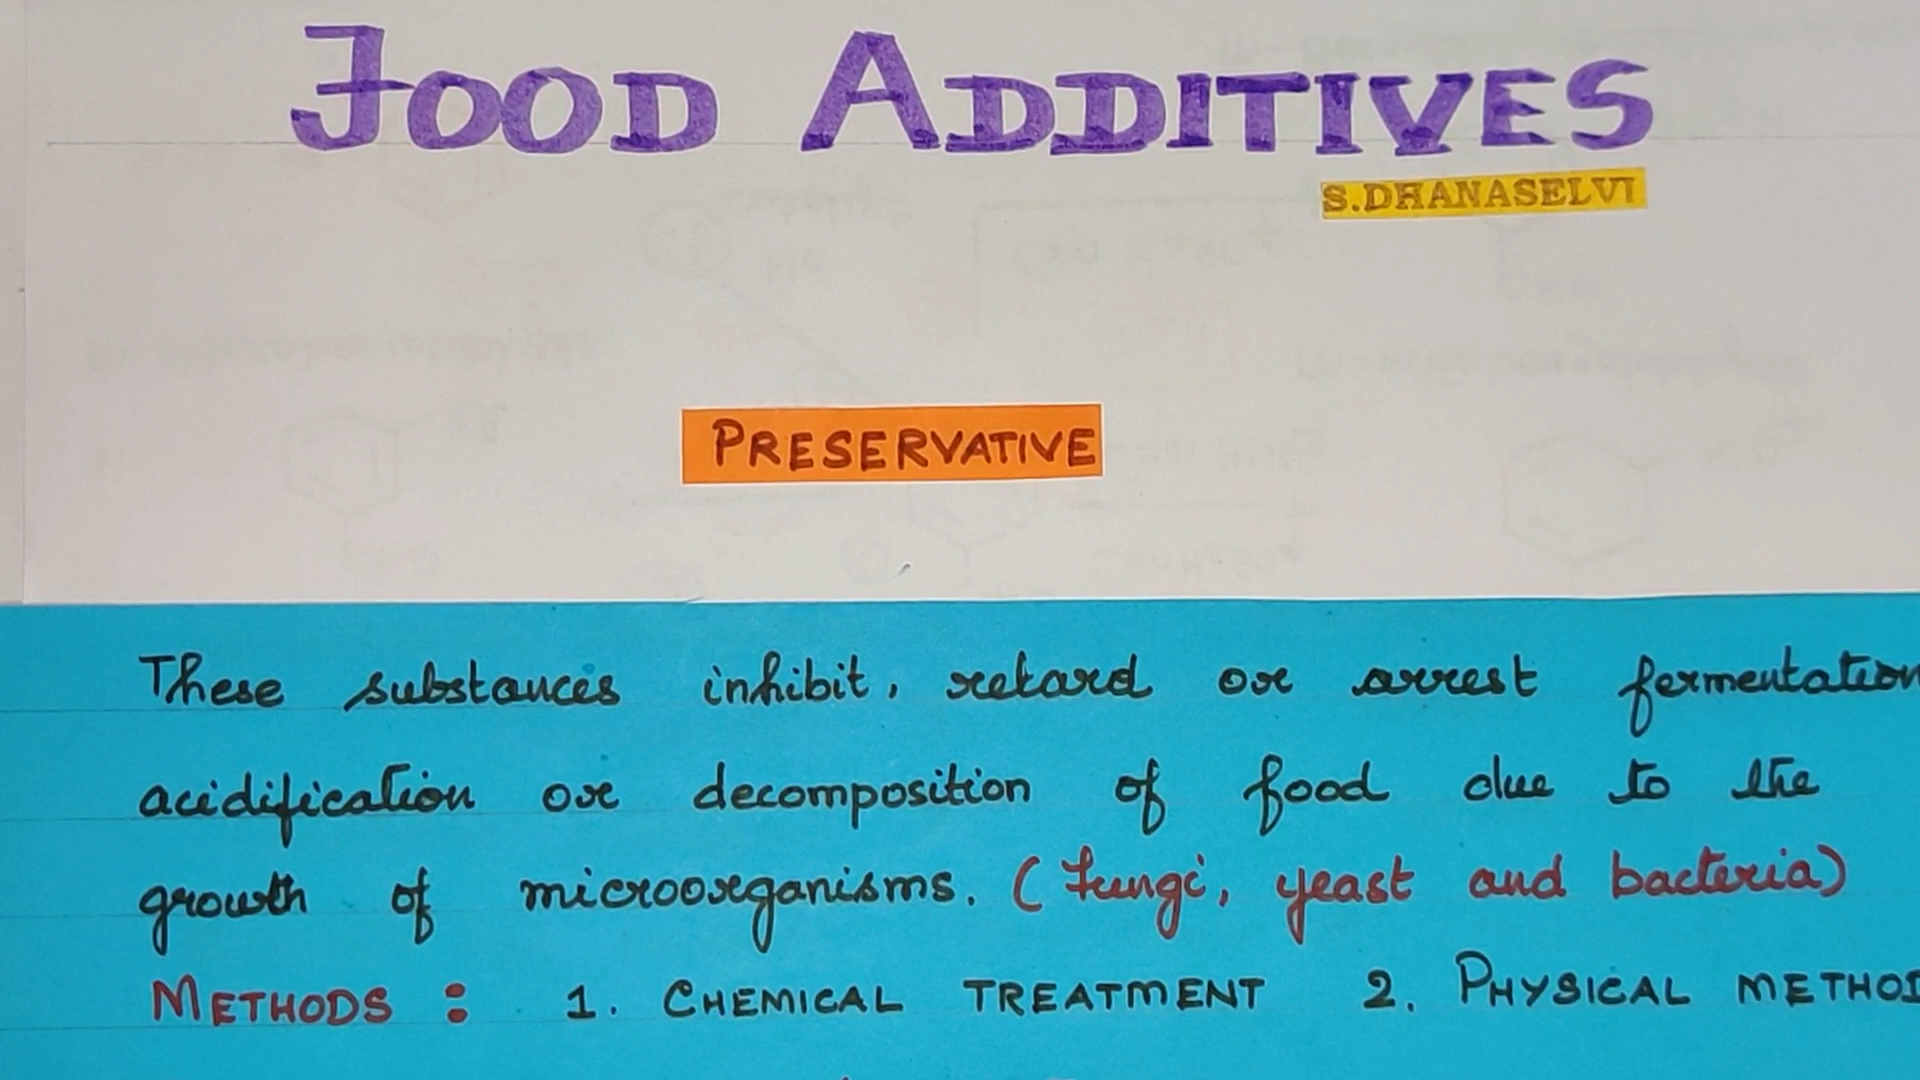 FOOD ADDITIVES
S.DHANASELVI
PRESERVATIVE
These substances inhibit, retard or arrest fermentation
acidification or decomposition of food due to the
growth of microorganisms. (Fungi, yeast and bacteria)
METHODS : 1. CHEMICAL TREATMENT 2. PHYSICAL METHOD